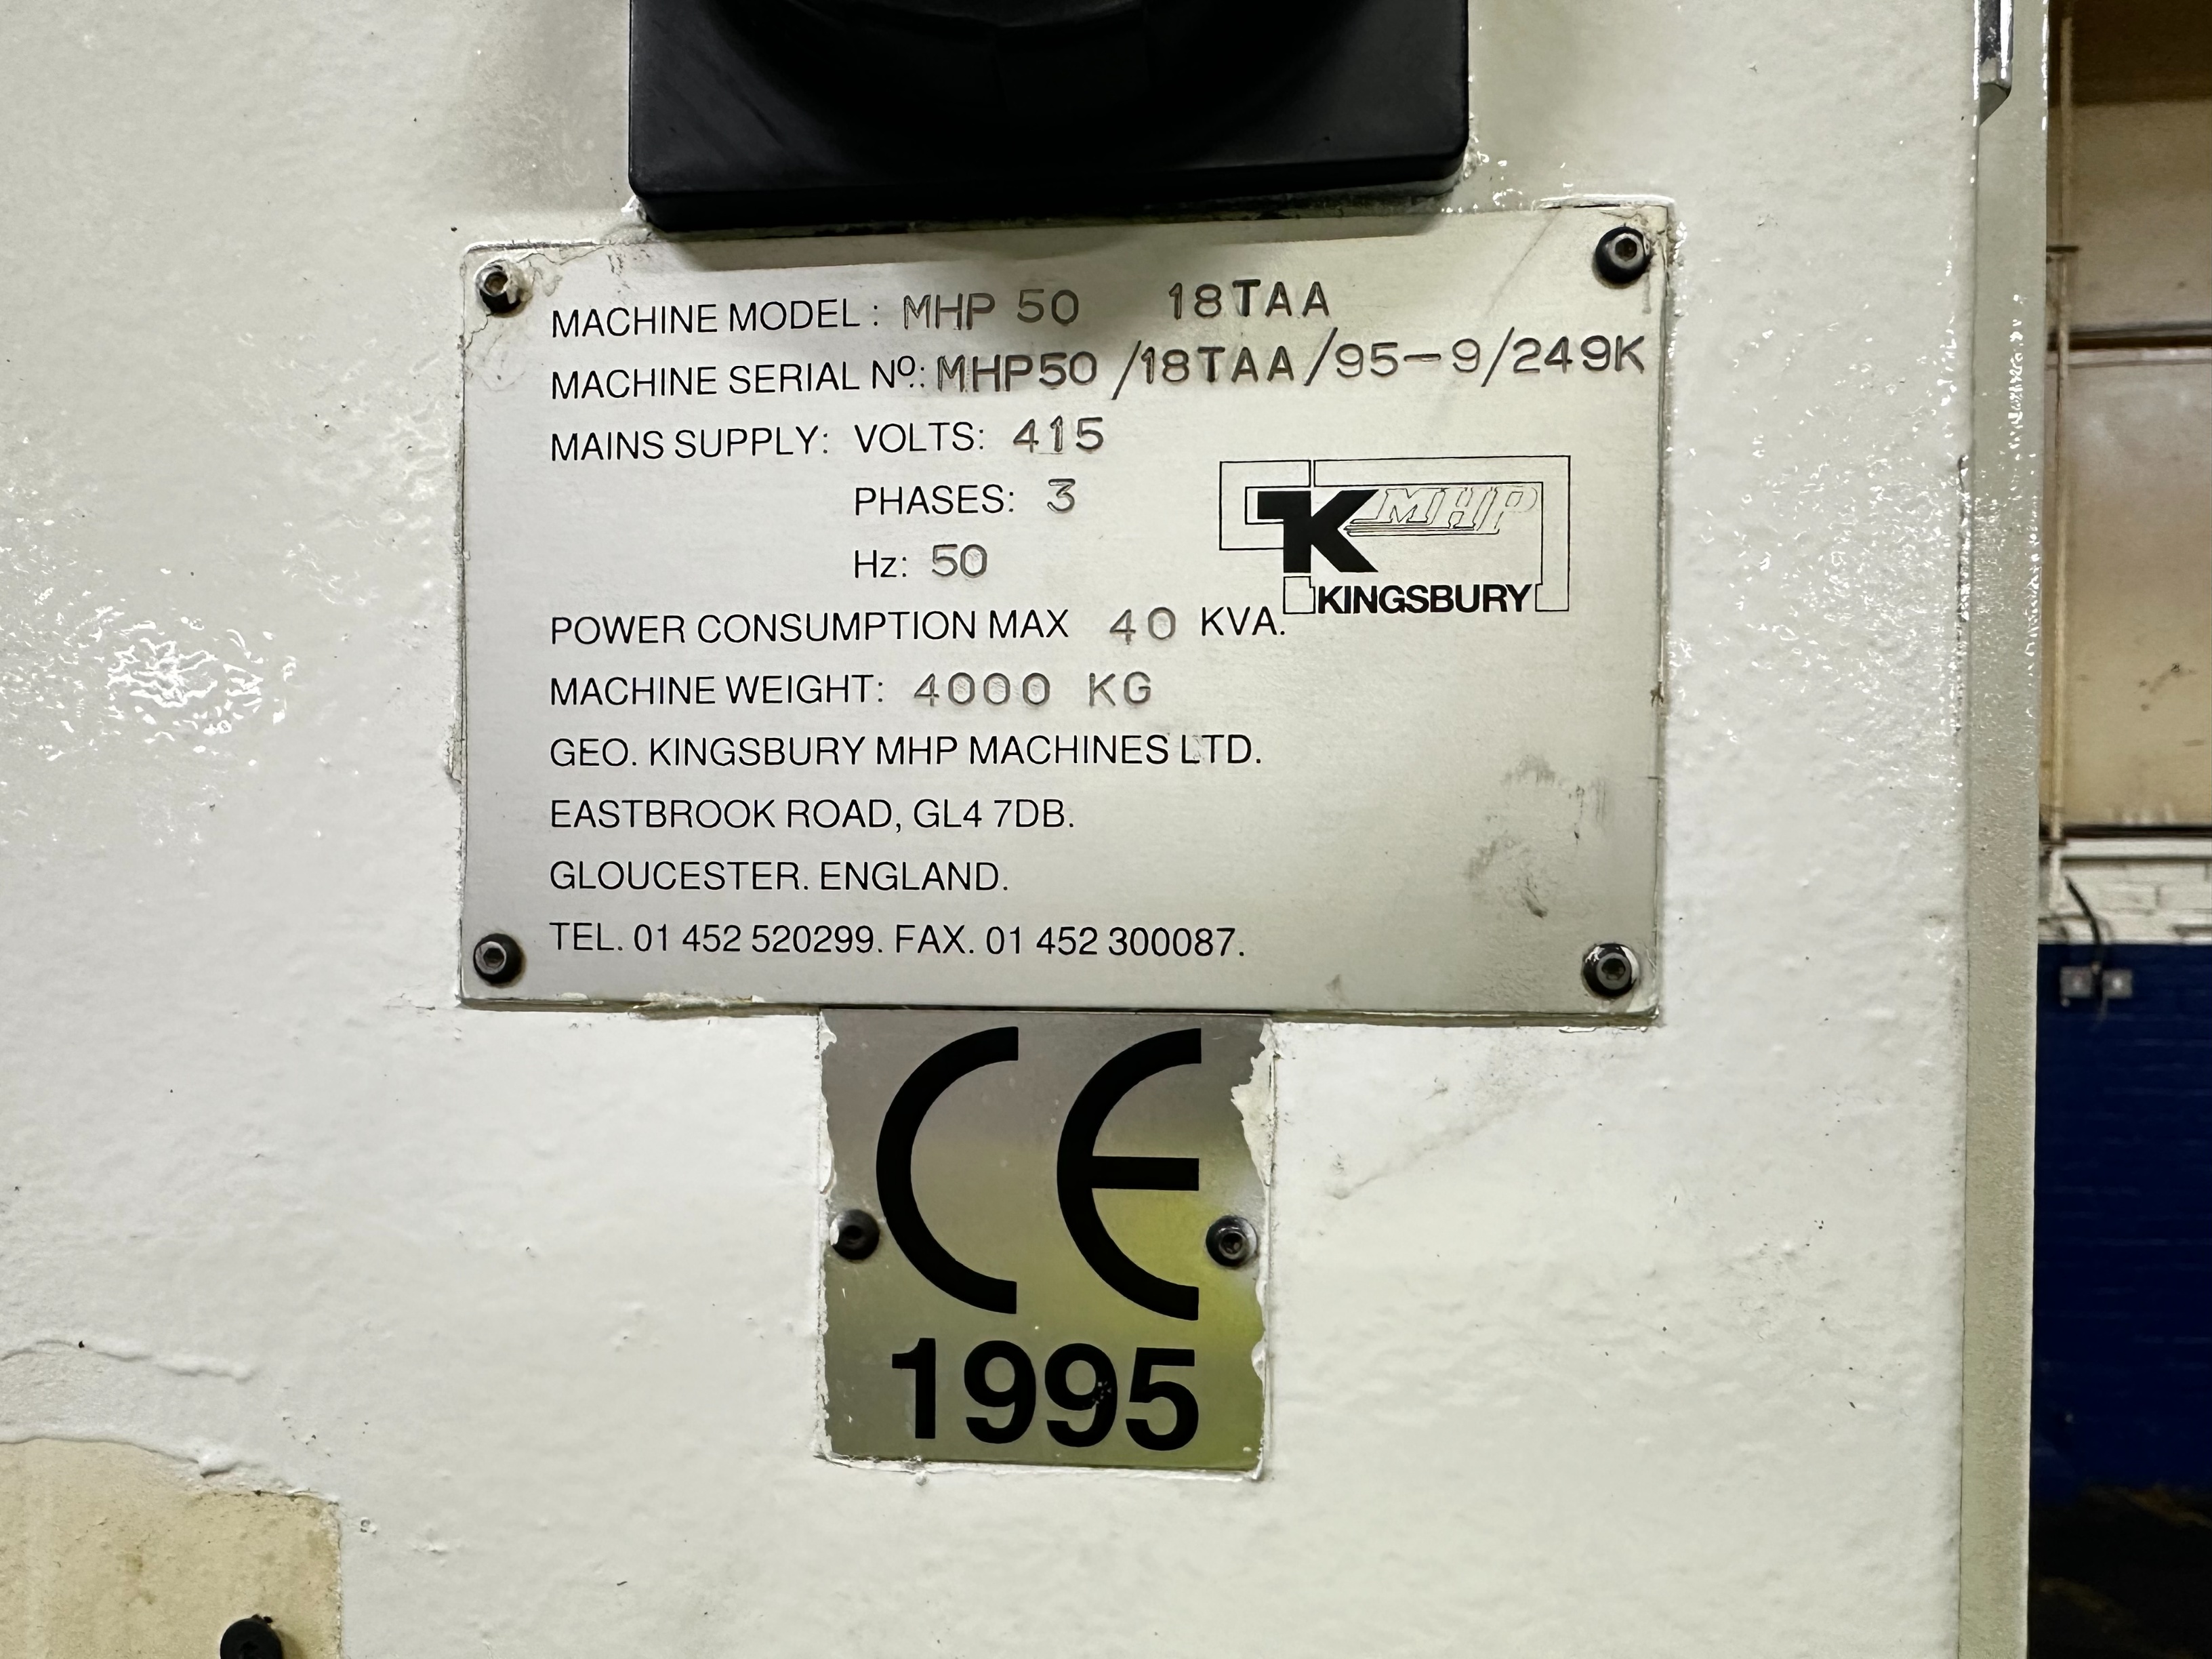 MACHINE MODEL : MHP 50 18TAA
MACHINE SERIAL Nº.: MHP50/18TAA/95-9/249K
MAINS SUPPLY: VOLTS: 415
PHASES: 3
Hz: 50
K MHP
KINGSBURY
POWER CONSUMPTION MAX 40 KVA.
MACHINE WEIGHT: 4000 KG
GEO. KINGSBURY MHP MACHINES LTD.
EASTBROOK ROAD, GL4 7DB.
GLOUCESTER. ENGLAND.
TEL. 01 452 520299. FAX. 01 452 300087.
CE
1995